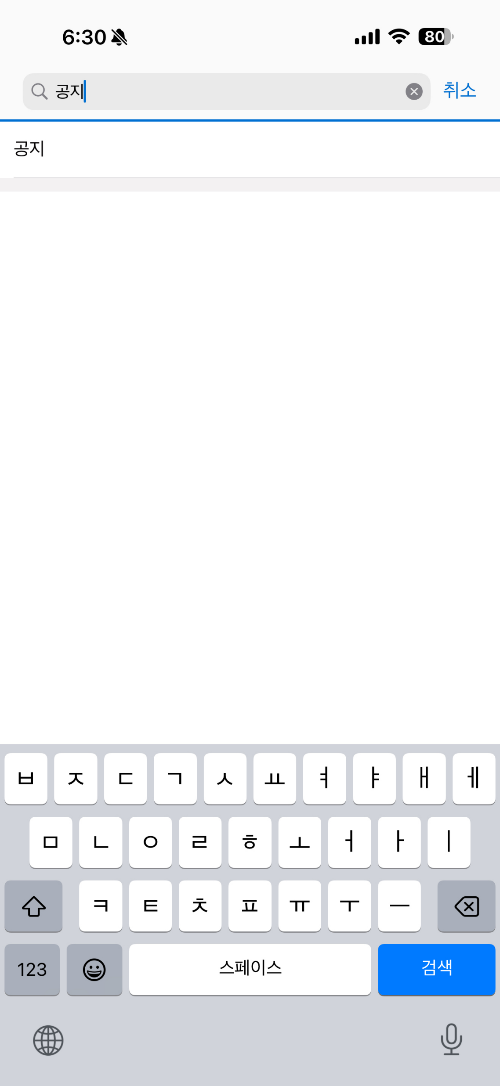 6:30
80
공지
취소
공지
ㅂ ㅈ ㄷ ㄱ ㅅ ㅛ ㅕ ㅑ ㅐ ㅔ
ㅁ ㄴ ㅇ ㄹ ㅎ ㅗ ㅓ ㅏ ㅣ
ㅋ ㅌ ㅊ ㅍ ㅠ ㅜ ㅡ
123
스페이스
검색